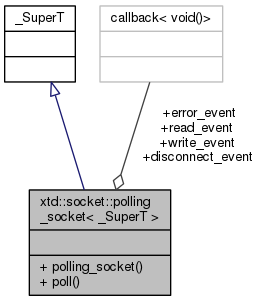 _SuperT
callback< void()>
+error_event
+read_event
+write_event
+disconnect_event
xtd::socket::polling
_socket< _SuperT >
+ polling_socket()
+ poll()